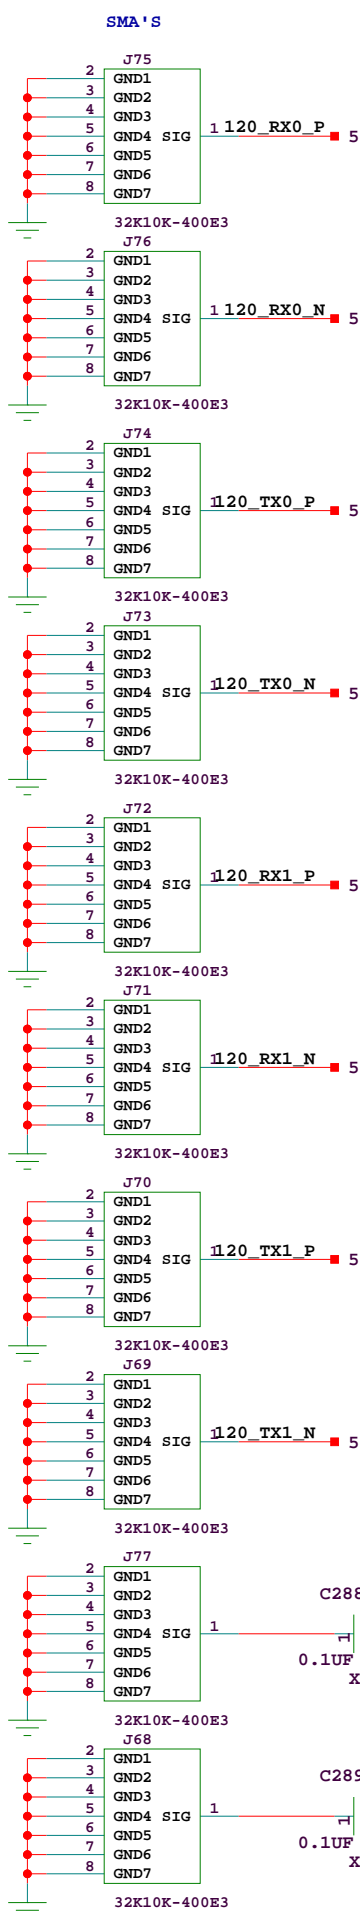 SMA'S
J75
2 GND1
3 GND2
4 GND3
5 GND4 SIG 1 120_RX0_P 5
6 GND5
7 GND6
8 GND7
32K10K-400E3
J76
2 GND1
3 GND2
4 GND3
5 GND4 SIG 1 120_RX0_N 5
6 GND5
7 GND6
8 GND7
32K10K-400E3
J74
2 GND1
3 GND2
4 GND3
5 GND4 SIG 1 120_TX0_P 5
6 GND5
7 GND6
8 GND7
32K10K-400E3
J73
2 GND1
3 GND2
4 GND3
5 GND4 SIG 1 120_TX0_N 5
6 GND5
7 GND6
8 GND7
32K10K-400E3
J72
2 GND1
3 GND2
4 GND3
5 GND4 SIG 1 120_RX1_P 5
6 GND5
7 GND6
8 GND7
32K10K-400E3
J71
2 GND1
3 GND2
4 GND3
5 GND4 SIG 1 120_RX1_N 5
6 GND5
7 GND6
8 GND7
32K10K-400E3
J70
2 GND1
3 GND2
4 GND3
5 GND4 SIG 1 120_TX1_P 5
6 GND5
7 GND6
8 GND7
32K10K-400E3
J69
2 GND1
3 GND2
4 GND3
5 GND4 SIG 1 120_TX1_N 5
6 GND5
7 GND6
8 GND7
32K10K-400E3
J77
2 GND1
3 GND2 C288
4 GND3
5 GND4 SIG 1 1
6 GND5 0.1UF
7 GND6 X
8 GND7
32K10K-400E3
J68
2 GND1
3 GND2 C289
4 GND3
5 GND4 SIG 1 1
6 GND5 0.1UF
7 GND6 X
8 GND7
32K10K-400E3